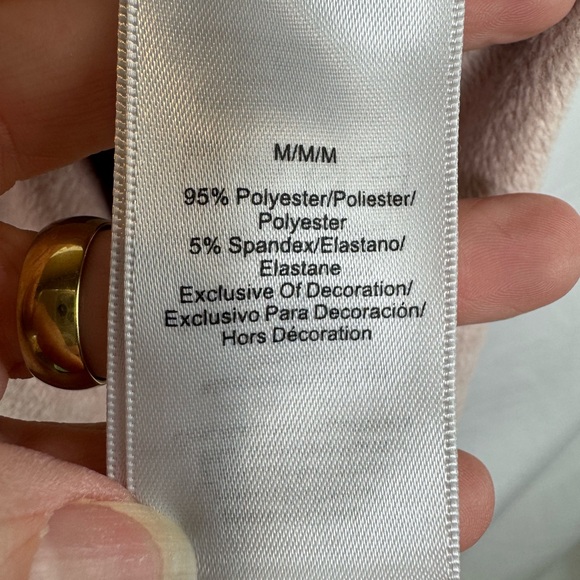 M/M/M
95% Polyester/Poliester/
Polyester
5% Spandex/Elastano/
Elastane
Exclusive Of Decoration/
Exclusivo Para Decoración/
Hors Décoration